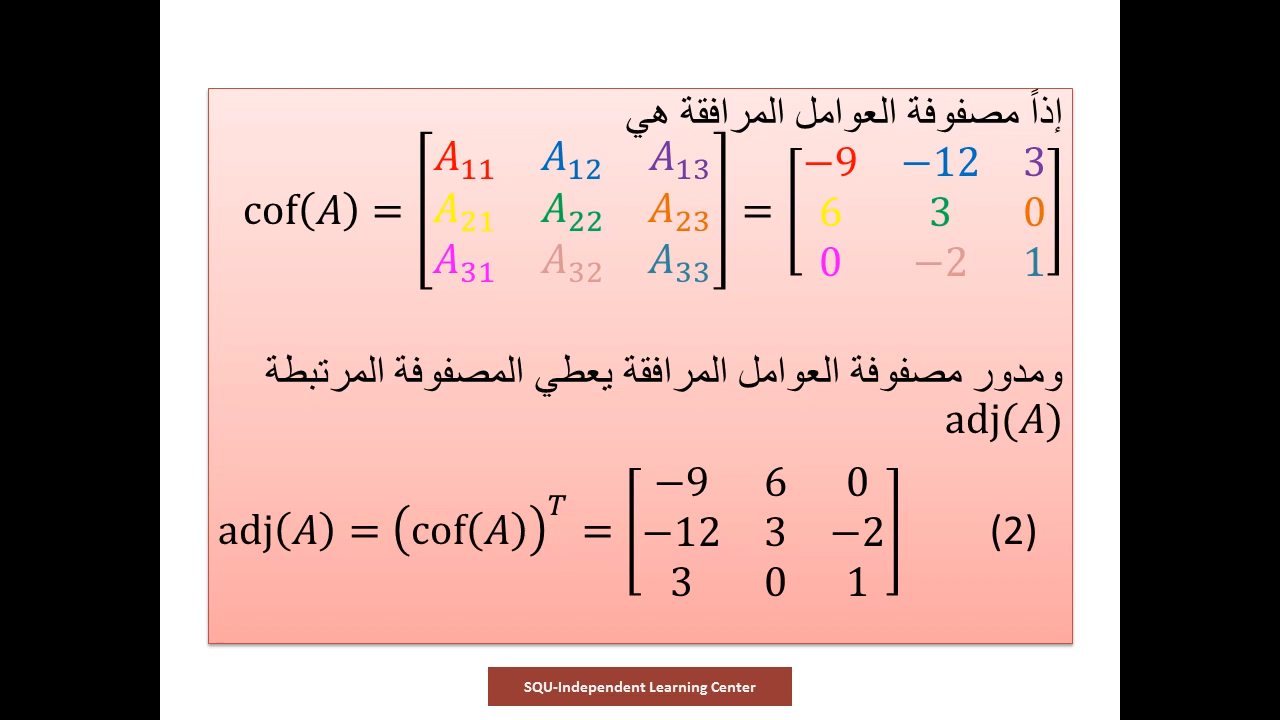 إذاً مصفوفة العوامل المرافقة هي
cof(A) = [A₁₁ A₁₂ A₁₃; A₂₁ A₂₂ A₂₃; A₃₁ A₃₂ A₃₃] = [−9 −12 3; 6 3 0; 0 −2 1]
ومدور مصفوفة العوامل المرافقة يعطي المصفوفة المرتبطة
adj(A)
adj(A) = (cof(A))ᵀ = [−9 6 0; −12 3 −2; 3 0 1] (2)
SQU-Independent Learning Center